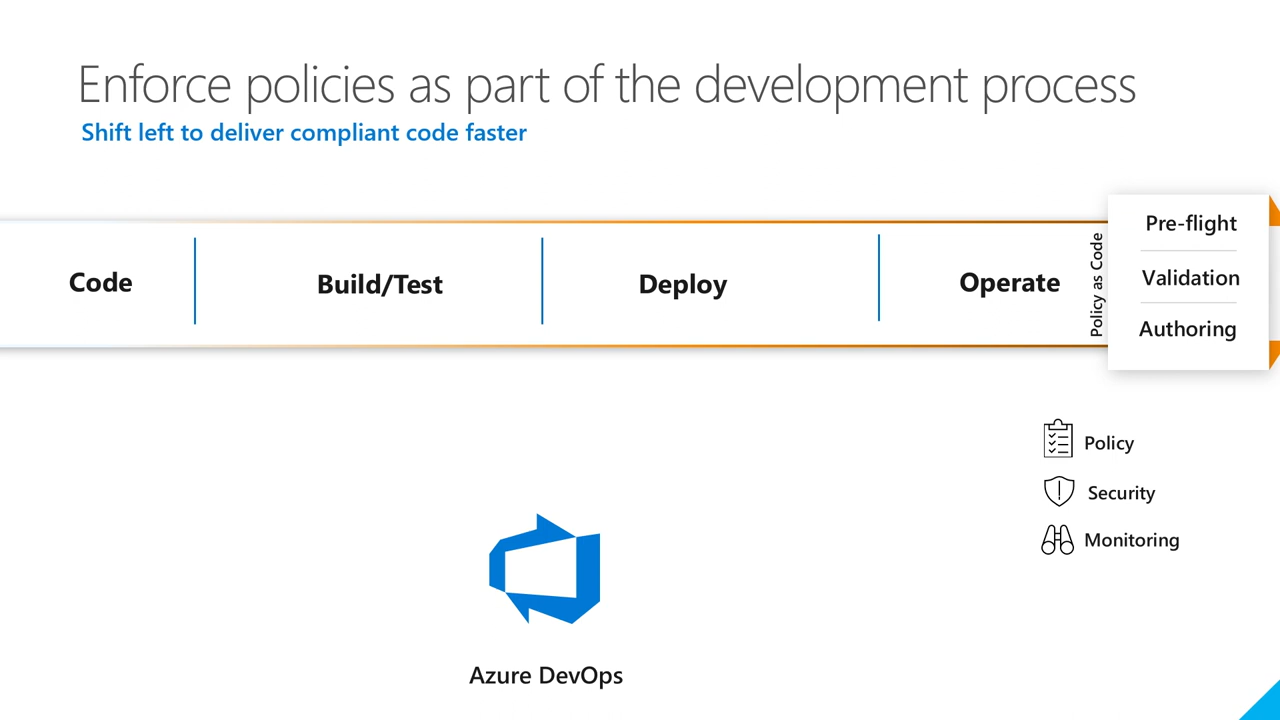 Enforce policies as part of the development process
Shift left to deliver compliant code faster
Code
Build/Test
Deploy
Operate
Policy as Code
Pre-flight
Validation
Authoring
Policy
Security
Monitoring
Azure DevOps